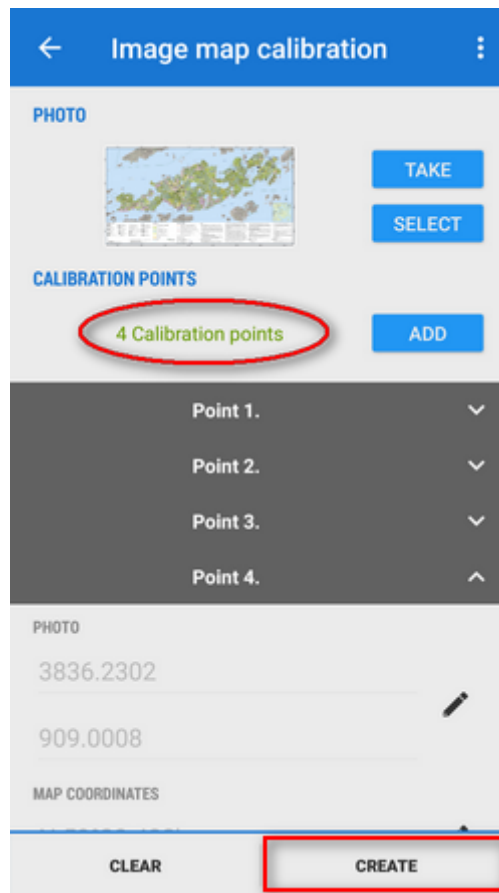 Image map calibration
PHOTO
TAKE
SELECT
CALIBRATION POINTS
4 Calibration points
ADD
Point 1.
Point 2.
Point 3.
Point 4.
PHOTO
3836.2302
909.0008
MAP COORDINATES
CLEAR
CREATE